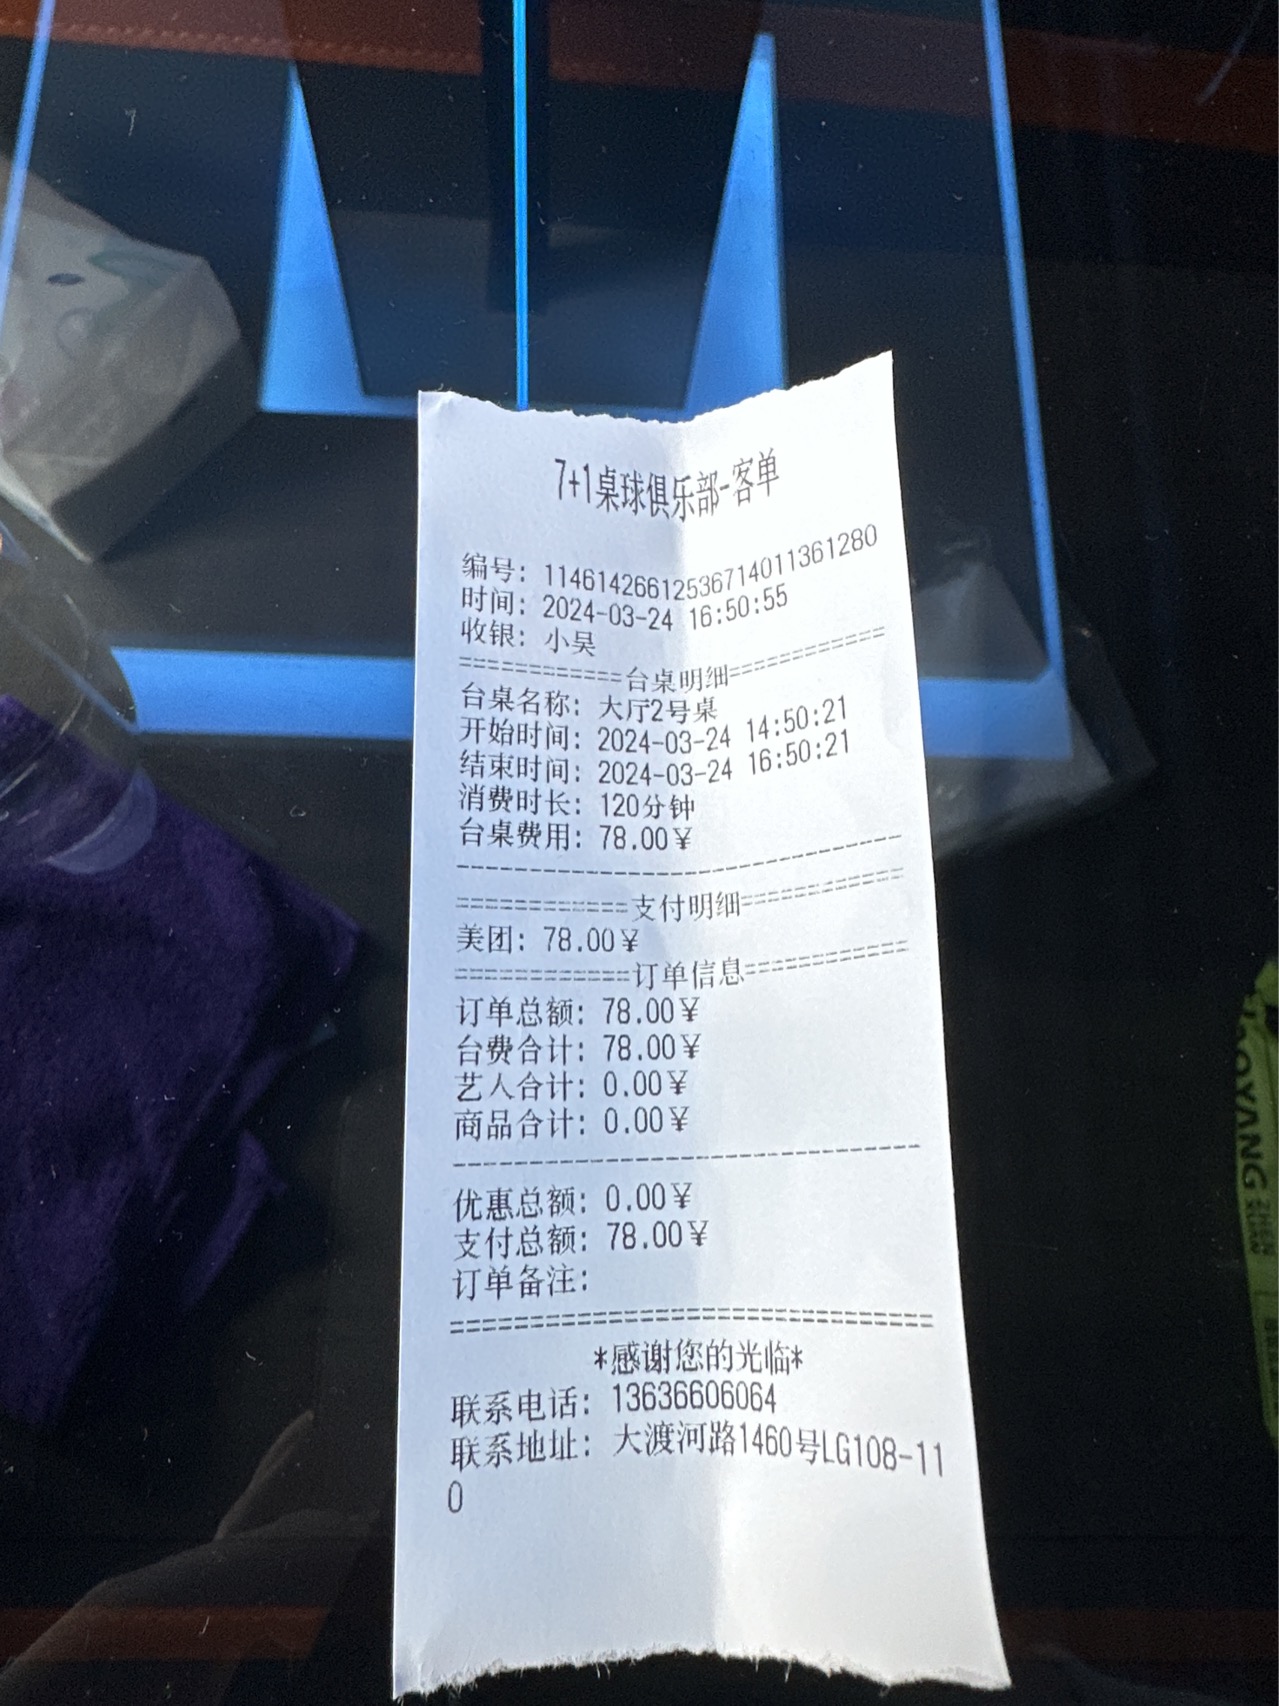 7+1桌球俱乐部-客单
编号: 1146142661253671401136​1280
时间: 2024-03-24 16:50:55
收银: 小吴
============台桌明细============
台桌名称: 大厅2号桌
开始时间: 2024-03-24 14:50:21
结束时间: 2024-03-24 16:50:21
消费时长: 120分钟
台桌费用: 78.00¥
--------------------------------
============支付明细============
美团: 78.00¥
============订单信息============
订单总额: 78.00¥
台费合计: 78.00¥
艺人合计: 0.00¥
商品合计: 0.00¥
--------------------------------
优惠总额: 0.00¥
支付总额: 78.00¥
订单备注:
================================
*感谢您的光临*
联系电话: 13636606064
联系地址: 大渡河路1460号LG108-11
0
OYANG